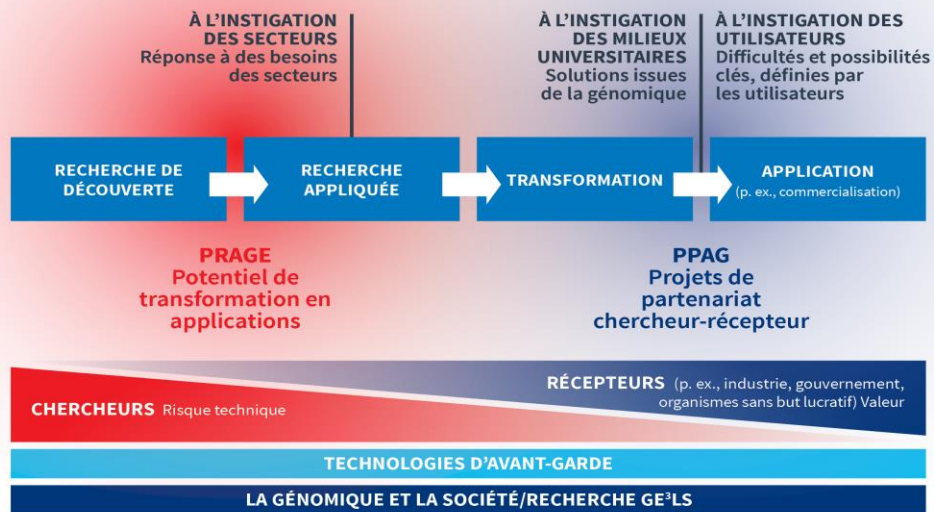 À L’INSTIGATION
DES SECTEURS
Réponse à des besoins
des secteurs
À L’INSTIGATION
DES MILIEUX
UNIVERSITAIRES
Solutions issues
de la génomique
À L’INSTIGATION DES
UTILISATEURS
Difficultés et possibilités
clés, définies par
les utilisateurs
RECHERCHE DE
DÉCOUVERTE
RECHERCHE
APPLIQUÉE
TRANSFORMATION
APPLICATION
(p. ex., commercialisation)
PRAGE
Potentiel de
transformation en
applications
PPAG
Projets de
partenariat
chercheur-récepteur
CHERCHEURS Risque technique
RÉCEPTEURS (p. ex., industrie, gouvernement,
organismes sans but lucratif) Valeur
TECHNOLOGIES D’AVANT-GARDE
LA GÉNOMIQUE ET LA SOCIÉTÉ/RECHERCHE GE³LS